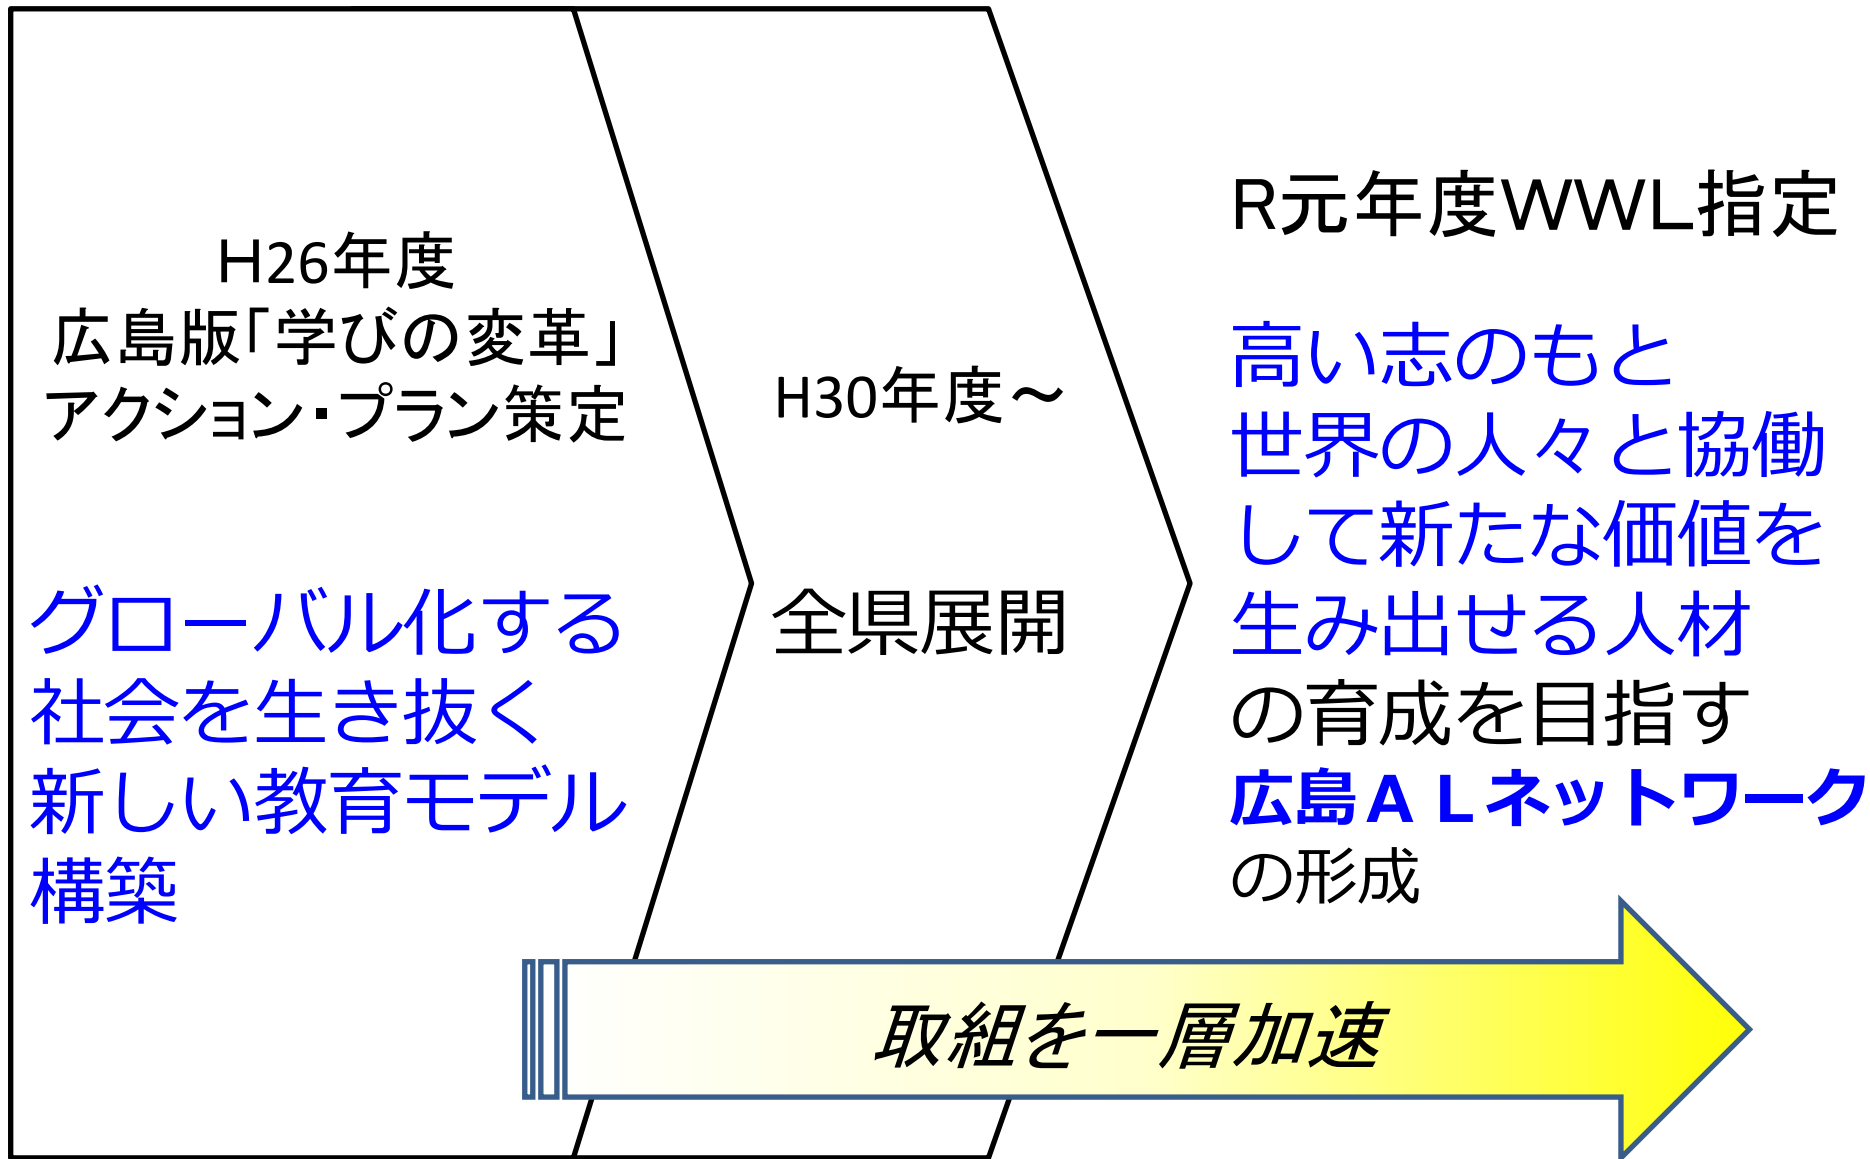 H26年度
広島版「学びの変革」
アクション・プラン策定
グローバル化する
社会を生き抜く
新しい教育モデル
構築
H30年度～
全県展開
R元年度WWL指定
高い志のもと
世界の人々と協働
して新たな価値を
生み出せる人材
の育成を目指す
広島ＡＬネットワーク
の形成
取組を一層加速